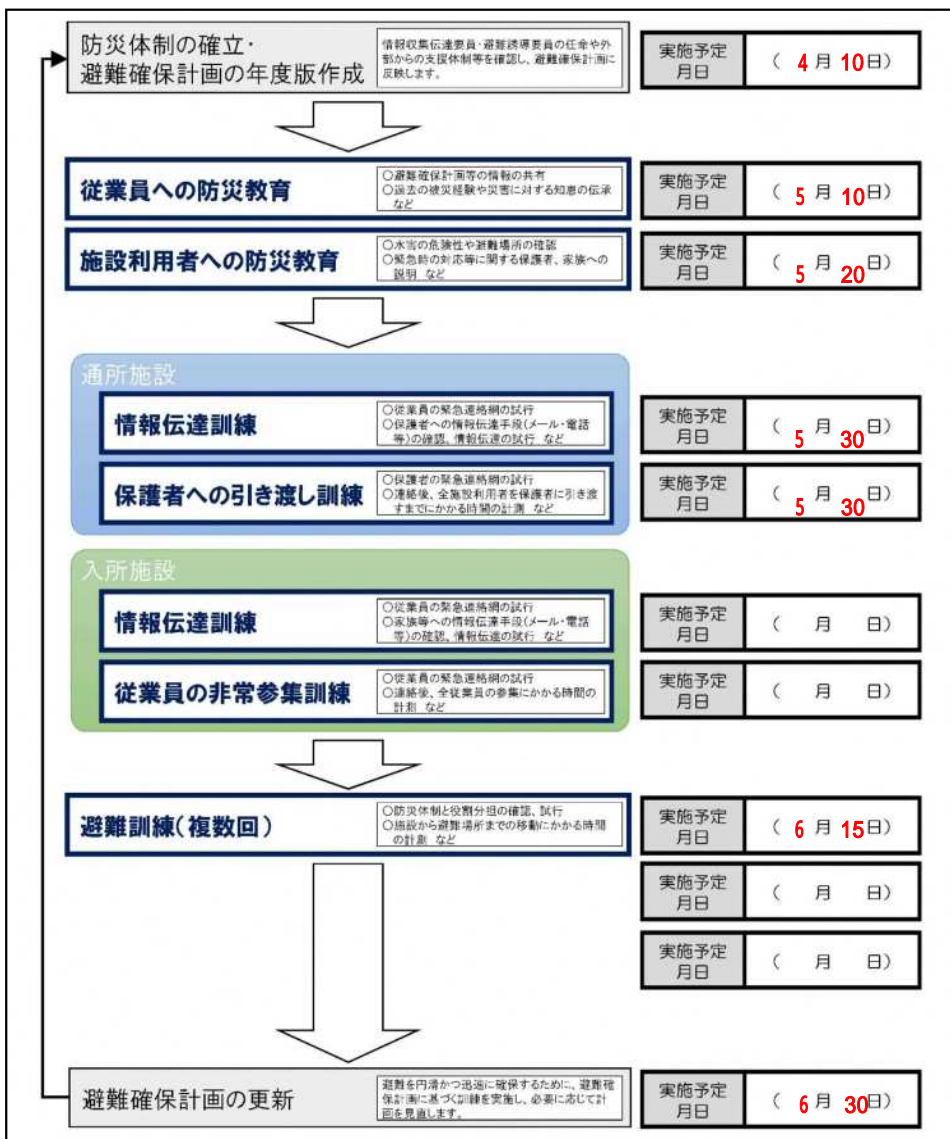 防災体制の確立・
避難確保計画の年度版作成
情報収集伝達要員・避難誘導要員の任命や外
部からの支援体制等を確認し、避難確保計画に
反映します。
実施予定
月日
( 4 月 10日)
従業員への防災教育
○避難確保計画等の情報の共有
○過去の被災経験や災害に対する知恵の伝承
など
実施予定
月日
( 5 月 10日)
施設利用者への防災教育
○水害の危険性や避難場所の確認
○緊急時の対応等に関する保護者、家族への
説明 など
実施予定
月日
( 5 月 20日)
通所施設
情報伝達訓練
○従業員の緊急連絡網の試行
○保護者への情報伝達手段(メール・電話
等)の確認、情報伝達の試行 など
実施予定
月日
( 5 月 30日)
保護者への引き渡し訓練
○保護者の緊急連絡網の試行
○連絡後、全施設利用者を保護者に引き渡
すまでにかかる時間の計測 など
実施予定
月日
( 5 月 30日)
入所施設
情報伝達訓練
○従業員の緊急連絡網の試行
○家族等への情報伝達手段(メール・電話
等)の確認、情報伝達の試行 など
実施予定
月日
( 月 日)
従業員の非常参集訓練
○従業員の緊急連絡網の試行
○連絡後、全従業員の参集にかかる時間の
計測 など
実施予定
月日
( 月 日)
避難訓練(複数回)
○防災体制と役割分担の確認、試行
○施設から避難場所までの移動にかかる時間
の計測 など
実施予定
月日
( 6 月 15日)
実施予定
月日
( 月 日)
実施予定
月日
( 月 日)
避難確保計画の更新
避難を円滑かつ迅速に確保するために、避難確
保計画に基づく訓練を実施し、必要に応じて計
画を見直します。
実施予定
月日
( 6 月 30日)